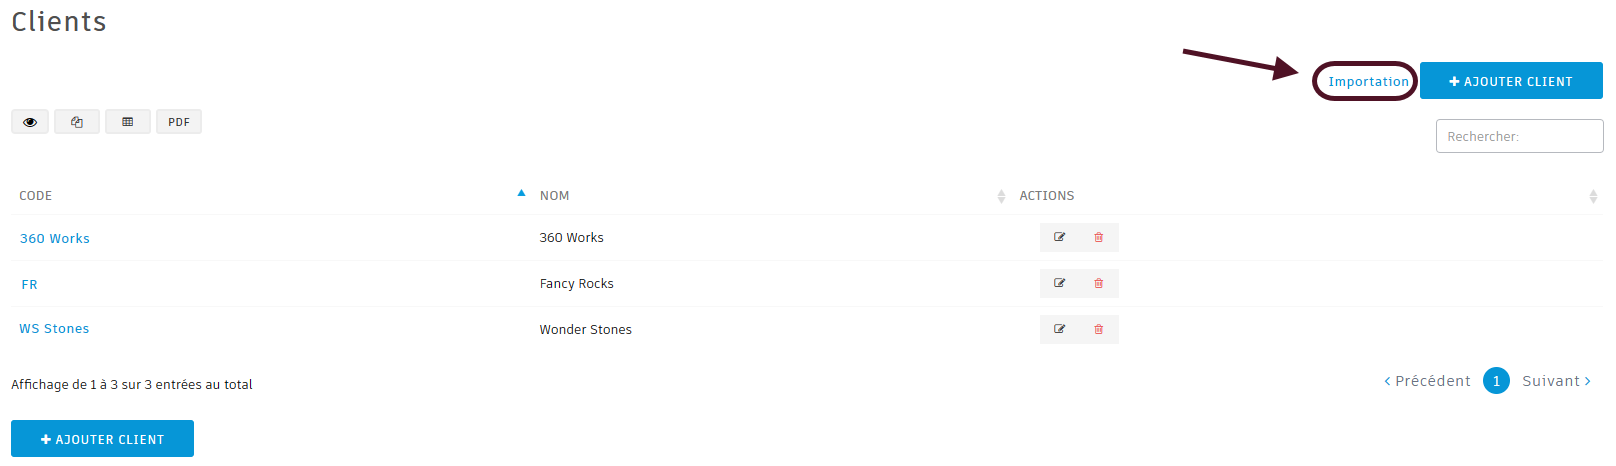 Clients
Importation
AJOUTER CLIENT
PDF
Rechercher:
CODE NOM ACTIONS
360 Works 360 Works
FR Fancy Rocks
WS Stones Wonder Stones
Affichage de 1 à 3 sur 3 entrées au total
Précédent 1 Suivant
AJOUTER CLIENT